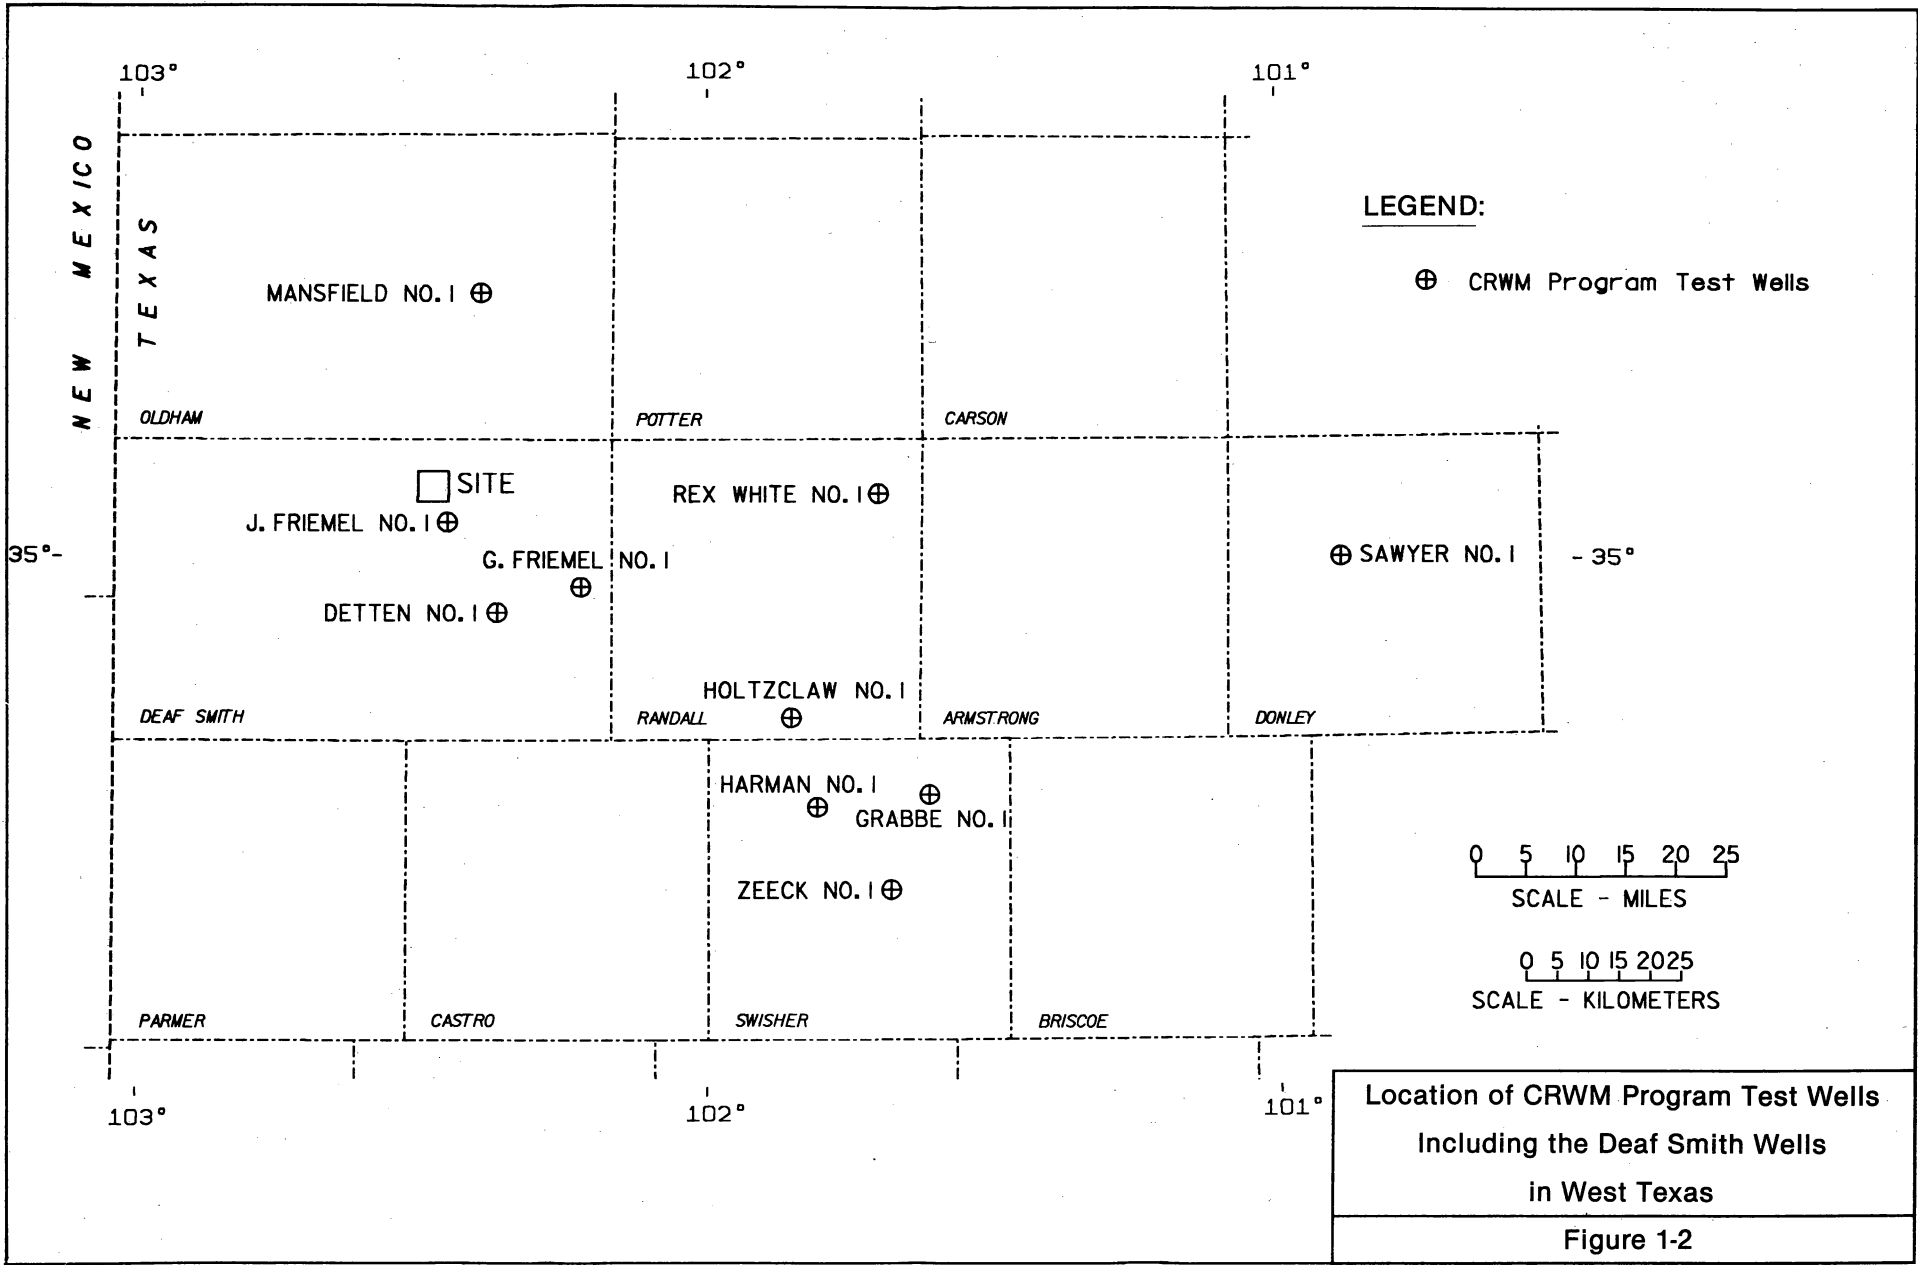 103°
102°
101°
NEW MEXICO
TEXAS
LEGEND:
CRWM Program Test Wells
MANSFIELD NO. 1
OLDHAM
POTTER
CARSON
SITE
REX WHITE NO. 1
J. FRIEMEL NO. 1
35°-
G. FRIEMEL NO. 1
SAWYER NO. 1
- 35°
DETTEN NO. 1
HOLTZCLAW NO. 1
DEAF SMITH
RANDALL
ARMSTRONG
DONLEY
HARMAN NO. 1
GRABBE NO. 1
ZEECK NO. 1
0 5 10 15 20 25
SCALE - MILES
0 5 10 15 20 25
SCALE - KILOMETERS
PARMER
CASTRO
SWISHER
BRISCOE
103°
102°
101°
Location of CRWM Program Test Wells
Including the Deaf Smith Wells
in West Texas
Figure 1-2